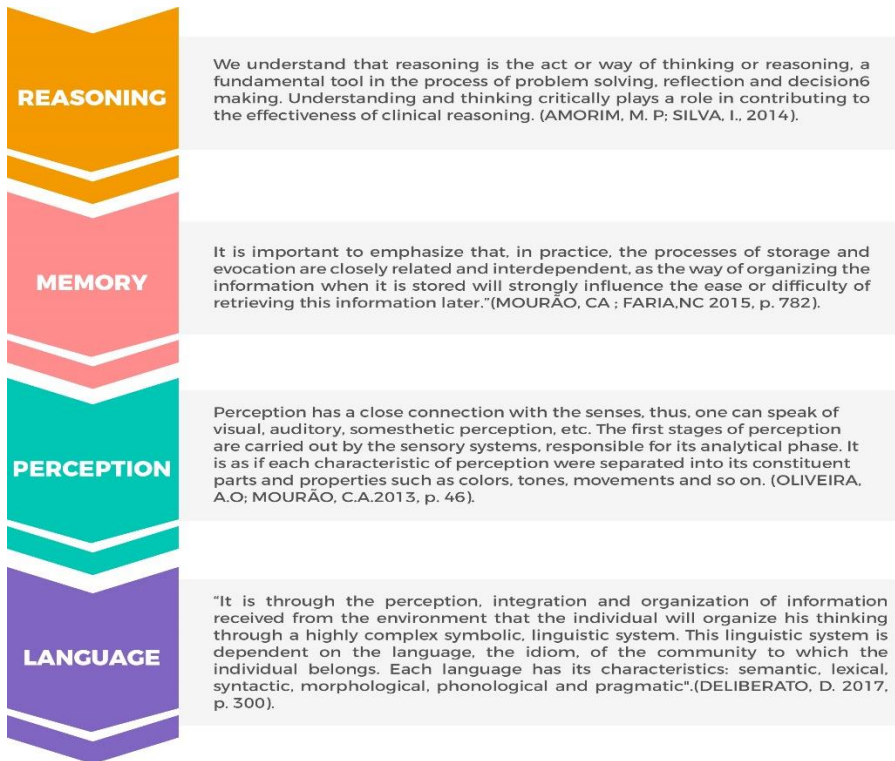 REASONING
We understand that reasoning is the act or way of thinking or reasoning, a
fundamental tool in the process of problem solving, reflection and decision6
making. Understanding and thinking critically plays a role in contributing to
the effectiveness of clinical reasoning. (AMORIM, M. P; SILVA, I., 2014).
MEMORY
It is important to emphasize that, in practice, the processes of storage and
evocation are closely related and interdependent, as the way of organizing the
information when it is stored will strongly influence the ease or difficulty of
retrieving this information later.”(MOURÃO, CA ; FARIA,NC 2015, p. 782).
PERCEPTION
Perception has a close connection with the senses, thus, one can speak of
visual, auditory, somesthetic perception, etc. The first stages of perception
are carried out by the sensory systems, responsible for its analytical phase. It
is as if each characteristic of perception were separated into its constituent
parts and properties such as colors, tones, movements and so on. (OLIVEIRA,
A.O; MOURÃO, C.A.2013, p. 46).
LANGUAGE
“It is through the perception, integration and organization of information
received from the environment that the individual will organize his thinking
through a highly complex symbolic, linguistic system. This linguistic system is
dependent on the language, the idiom, of the community to which the
individual belongs. Each language has its characteristics: semantic, lexical,
syntactic, morphological, phonological and pragmatic".(DELIBERATO, D. 2017,
p. 300).